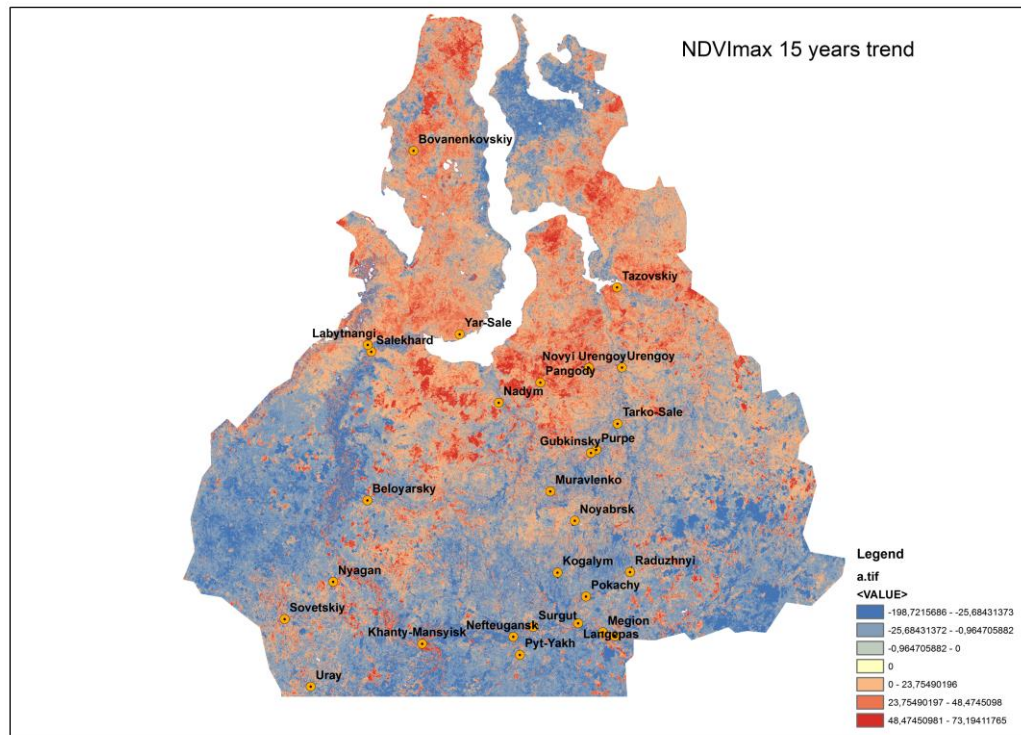 NDVImax 15 years trend
Bovanenkovskiy
Tazovskiy
Yar-Sale
Labytnangi
Salekhard
Novyi Urengoy
Urengoy
Pangody
Nadym
Tarko-Sale
Gubkinsky
Purpe
Muravlenko
Beloyarsky
Noyabrsk
Kogalym
Raduzhnyi
Nyagan
Pokachy
Sovetskiy
Surgut
Megion
Nefteugansk
Khanty-Mansyisk
Langepas
Pyt-Yakh
Uray
Legend
a.tif
<VALUE>
-198,7215686 - -25,68431373
-25,68431372 - -0,964705882
-0,964705882 - 0
0
0 - 23,75490196
23,75490197 - 48,4745098
48,47450981 - 73,19411765